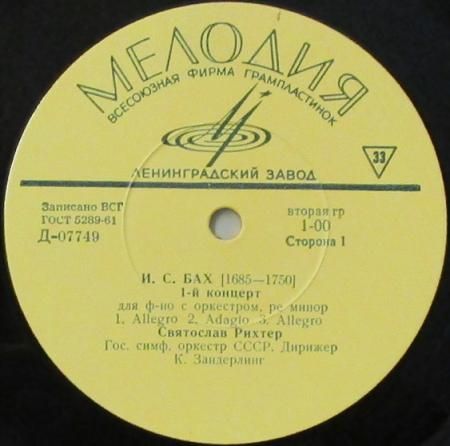 МЕЛОДИЯ
ВСЕСОЮЗНАЯ ФИРМА ГРАМПЛАСТИНОК
ЛЕНИНГРАДСКИЙ ЗАВОД
33
Записано ВСГ
ГОСТ 5289-61
Д-07749
вторая гр
1-00
Сторона 1
И. С. БАХ [1685—1750]
1-й концерт
для ф-но с оркестром, ре минор
1. Allegro 2. Adagio 3. Allegro
Святослав Рихтер
Гос. симф. оркестр СССР. Дирижер
К. Зандерлинг